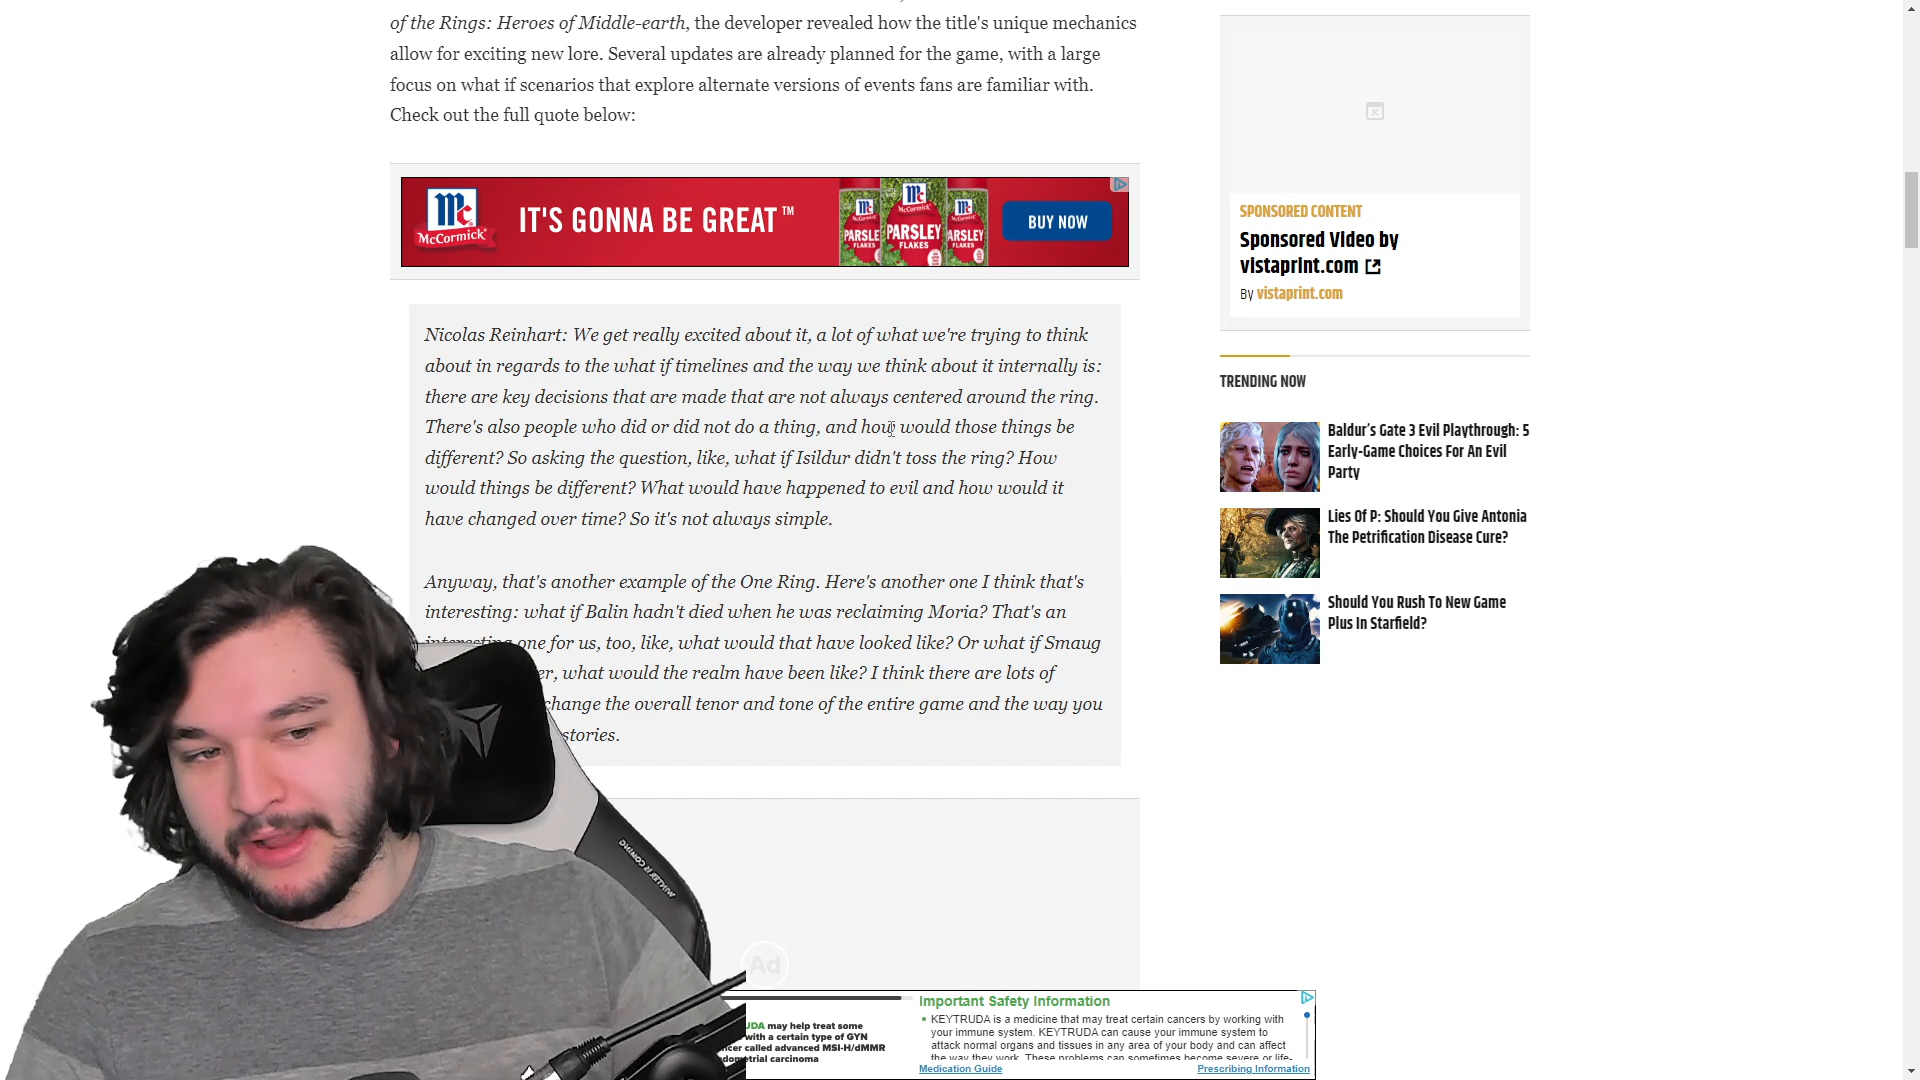 of the Rings: Heroes of Middle-earth, the developer revealed how the title's unique mechanics
allow for exciting new lore. Several updates are already planned for the game, with a large
focus on what if scenarios that explore alternate versions of events fans are familiar with.
Check out the full quote below:
Mc
McCormick
IT'S GONNA BE GREAT™
Mc
McCormick
PARSLEY
FLAKES
BUY NOW
Nicolas Reinhart: We get really excited about it, a lot of what we're trying to think
about in regards to the what if timelines and the way we think about it internally is:
there are key decisions that are made that are not always centered around the ring.
There's also people who did or did not do a thing, and how would those things be
different? So asking the question, like, what if Isildur didn't toss the ring? How
would things be different? What would have happened to evil and how would it
have changed over time? So it's not always simple.
Anyway, that's another example of the One Ring. Here's another one I think that's
interesting: what if Balin hadn't died when he was reclaiming Moria? That's an
interesting one for us, too, like, what would that have looked like? Or what if Smaug
, what would the realm have been like? I think there are lots of
change the overall tenor and tone of the entire game and the way you
stories.
Ad
UDA may help treat some
with a certain type of GYN
cer called advanced MSI-H/dMMR
dometrial carcinoma
Important Safety Information
• KEYTRUDA is a medicine that may treat certain cancers by working with
your immune system. KEYTRUDA can cause your immune system to
attack normal organs and tissues in any area of your body and can affect
the way they work. These problems can sometimes become severe or life-
Medication Guide
Prescribing Information
SPONSORED CONTENT
Sponsored Video by
vistaprint.com
By vistaprint.com
TRENDING NOW
Baldur's Gate 3 Evil Playthrough: 5
Early-Game Choices For An Evil
Party
Lies Of P: Should You Give Antonia
The Petrification Disease Cure?
Should You Rush To New Game
Plus In Starfield?